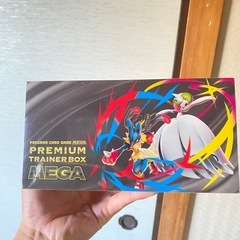 POKÉMON CARD GAME MEGA
PREMIUM
TRAINER BOX
MEGA